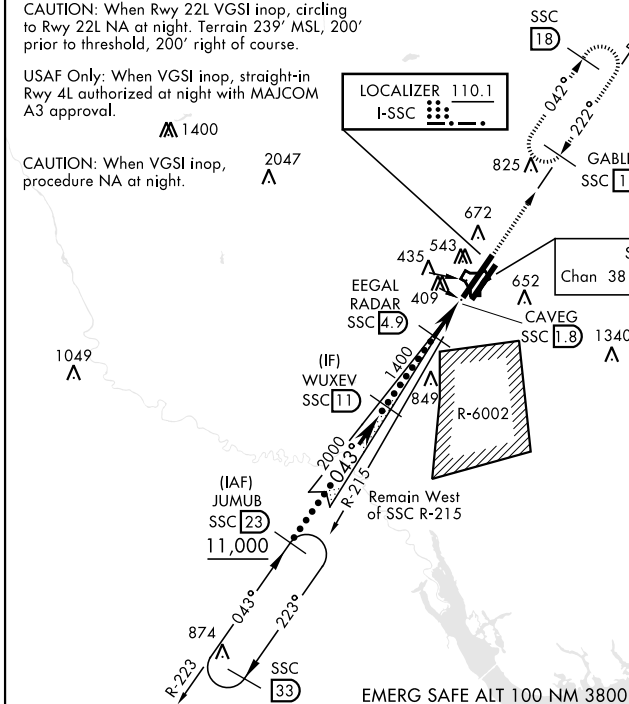 CAUTION: When Rwy 22L VGSI inop, circling
to Rwy 22L NA at night. Terrain 239' MSL, 200'
prior to threshold, 200' right of course.
USAF Only: When VGSI inop, straight-in
Rwy 4L authorized at night with MAJCOM
A3 approval.
1400
CAUTION: When VGSI inop,
procedure NA at night.
2047
LOCALIZER 110.1
I-SSC
SSC
18
042°
222°
825
SSC
672
543
435
409
Chan 38
652
CAVEG
SSC 1.8
1340
EEGAL
RADAR
SSC 4.9
1049
(IF)
WUXEV
SSC 11
1400
849
R-6002
2000
043°
R-215
Remain West
of SSC R-215
(IAF)
JUMUB
SSC 23
11,000
043°
223°
874
R-223
SSC
33
EMERG SAFE ALT 100 NM 3800